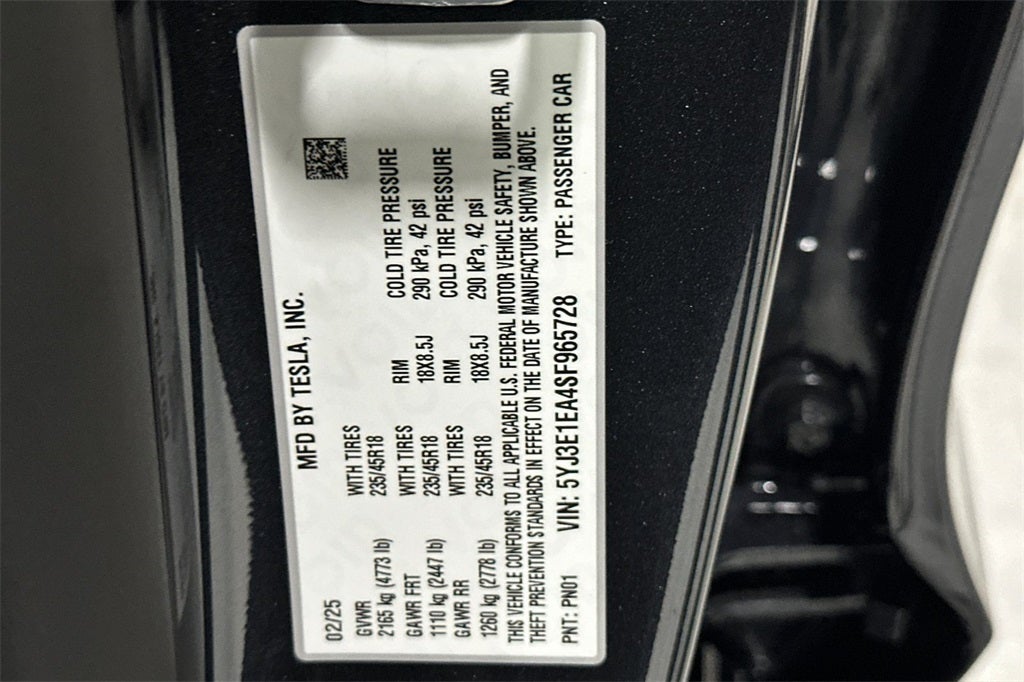 MFD BY TESLA, INC.
02/25
GVWR WITH TIRES
2165 kg (4773 lb) 235/45R18
GAWR FRT WITH TIRES RIM COLD TIRE PRESSURE
1110 kg (2447 lb) 235/45R18 18X8.5J 290 kPa, 42 psi
GAWR RR WITH TIRES RIM COLD TIRE PRESSURE
1260 kg (2778 lb) 235/45R18 18X8.5J 290 kPa, 42 psi
THIS VEHICLE CONFORMS TO ALL APPLICABLE U.S. FEDERAL MOTOR VEHICLE SAFETY, BUMPER, AND
THEFT PREVENTION STANDARDS IN EFFECT ON THE DATE OF MANUFACTURE SHOWN ABOVE.
PNT: PN01 VIN: 5YJ3E1EA4SF965728 TYPE: PASSENGER CAR